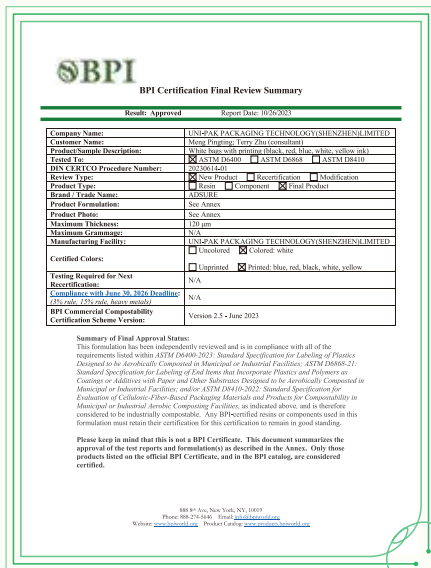 BPI
BPI Certification Final Review Summary
Result: Approved Report Date: 10/26/2023
Company Name: UNI-PAK PACKAGING TECHNOLOGY(SHENZHEN)LIMITED
Customer Name: Meng Pingting; Terry Zhu (consultant)
Product/Sample Description: White bags with printing (black, red, blue, white, yellow ink)
Tested To: ☒ ASTM D6400 ☐ ASTM D6868 ☐ ASTM D8410
DIN CERTCO Procedure Number: 20230614-01
Review Type: ☒ New Product ☐ Recertification ☐ Modification
Product Type: ☐ Resin ☐ Component ☒ Final Product
Brand / Trade Name: ADSURE
Product Formulation: See Annex
Product Photo: See Annex
Maximum Thickness: 120 μm
Maximum Grammage: N/A
Manufacturing Facility: UNI-PAK PACKAGING TECHNOLOGY(SHENZHEN)LIMITED
Certified Colors: ☐ Uncolored ☒ Colored: white
☐ Unprinted ☒ Printed: blue, red, black, white, yellow
Testing Required for Next
Recertification: N/A
Compliance with June 30, 2026 Deadline:
(3% rule, 15% rule, heavy metals) N/A
BPI Commercial Compostability
Certification Scheme Version: Version 2.5 - June 2023
Summary of Final Approval Status:
This formulation has been independently reviewed and is in compliance with all of the
requirements listed within ASTM D6400-2023: Standard Specification for Labeling of Plastics
Designed to be Aerobically Composted in Municipal or Industrial Facilities; ASTM D6868-21:
Standard Specification for Labeling of End Items that Incorporate Plastics and Polymers as
Coatings or Additives with Paper and Other Substrates Designed to be Aerobically Composted in
Municipal or Industrial Facilities; and/or ASTM D8410-2022: Standard Specification for
Evaluation of Cellulosic-Fiber-Based Packaging Materials and Products for Compostability in
Municipal or Industrial Aerobic Composting Facilities, as indicated above, and is therefore
considered to be industrially compostable. Any BPI-certified resins or components used in this
formulation must retain their certification for this certification to remain in good standing.
Please keep in mind that this is not a BPI Certificate. This document summarizes the
approval of the test reports and formulation(s) as described in the Annex. Only those
products listed on the official BPI Certificate, and in the BPI catalog, are considered
certified.
888 8th Ave, New York, NY, 10019
Phone: 888-274-5646 Email: info@bpiworld.org
Website: www.bpiworld.org Product Catalog: www.products.bpiworld.org